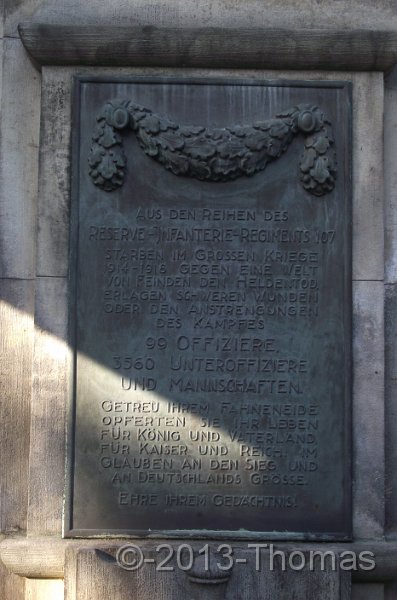 AUS DEN REIHEN DES
RESERVE-INFANTERIE-REGIMENTS 107
STARBEN IM GROSSEN KRIEGE
1914-1918 GEGEN EINE WELT
VON FEINDEN DEN HELDENTOD,
ERLAGEN SCHWEREN WUNDEN
ODER DEN ANSTRENGUNGEN
DES KAMPFES
99 OFFIZIERE,
3560 UNTEROFFIZIERE
UND MANNSCHAFTEN.
GETREU IHREM FAHNENEIDE
OPFERTEN SIE IHR LEBEN
FÜR KÖNIG UND VATERLAND,
FÜR KAISER UND REICH, IM
GLAUBEN AN DEN SIEG UND
AN DEUTSCHLANDS GRÖSSE.
EHRE IHREM GEDÄCHTNIS!
©-2013-Thomas